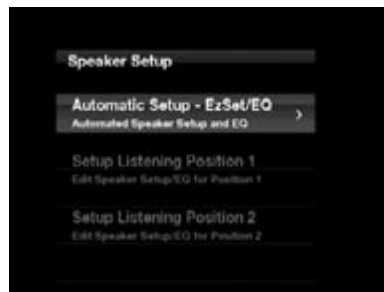 Speaker Setup
Automatic Setup - EzSet/EQ
Automated Speaker Setup and EQ
Setup Listening Position 1
Edit Speaker Setup/EQ for Position 1
Setup Listening Position 2
Edit Speaker Setup/EQ for Position 2